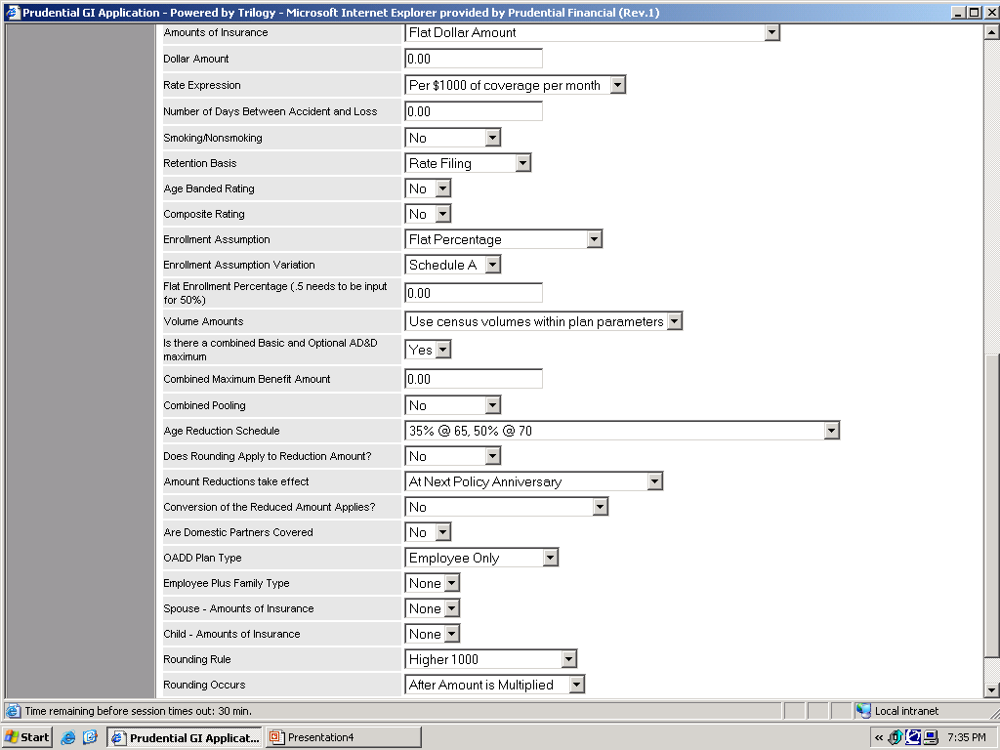 Prudential GI Application - Powered by Trilogy - Microsoft Internet Explorer provided by Prudential Financial (Rev.1)
Amounts of Insurance Flat Dollar Amount
Dollar Amount 0.00
Rate Expression Per $1000 of coverage per month
Number of Days Between Accident and Loss 0.00
Smoking/Nonsmoking No
Retention Basis Rate Filing
Age Banded Rating No
Composite Rating No
Enrollment Assumption Flat Percentage
Enrollment Assumption Variation Schedule A
Flat Enrollment Percentage (.5 needs to be input
for 50%) 0.00
Volume Amounts Use census volumes within plan parameters
Is there a combined Basic and Optional AD&D
maximum Yes
Combined Maximum Benefit Amount 0.00
Combined Pooling No
Age Reduction Schedule 35% @ 65, 50% @ 70
Does Rounding Apply to Reduction Amount? No
Amount Reductions take effect At Next Policy Anniversary
Conversion of the Reduced Amount Applies? No
Are Domestic Partners Covered No
OADD Plan Type Employee Only
Employee Plus Family Type None
Spouse - Amounts of Insurance None
Child - Amounts of Insurance None
Rounding Rule Higher 1000
Rounding Occurs After Amount is Multiplied
Time remaining before session times out: 30 min. Local intranet
Start Prudential GI Applicat... Presentation4 « 7:35 PM